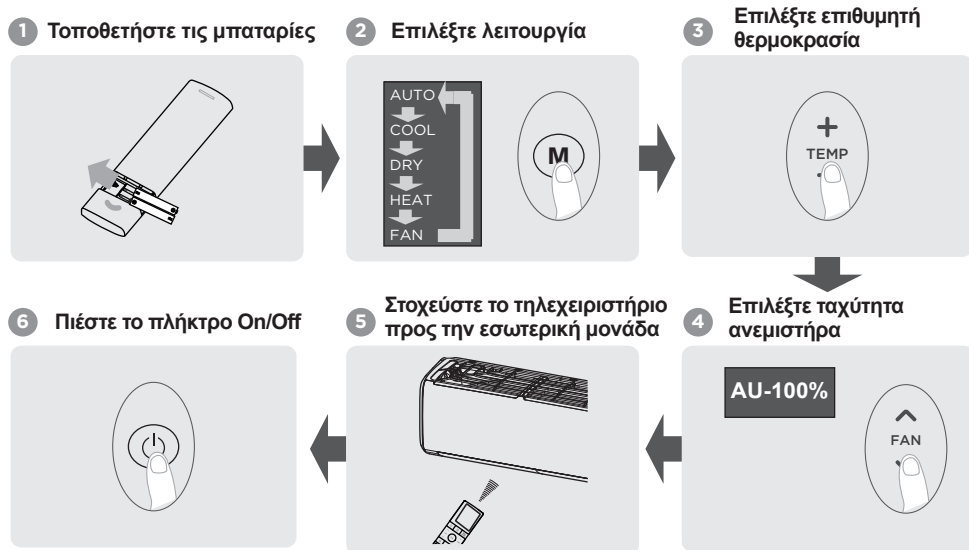 1 Τοποθετήστε τις μπαταρίες
2 Επιλέξτε λειτουργία
AUTO
COOL
DRY
HEAT
FAN
M
3 Επιλέξτε επιθυμητή
θερμοκρασία
+
TEMP
-
4 Επιλέξτε ταχύτητα
ανεμιστήρα
AU-100%
FAN
5 Στοχεύστε το τηλεχειριστήριο
προς την εσωτερική μονάδα
6 Πιέστε το πλήκτρο On/Off